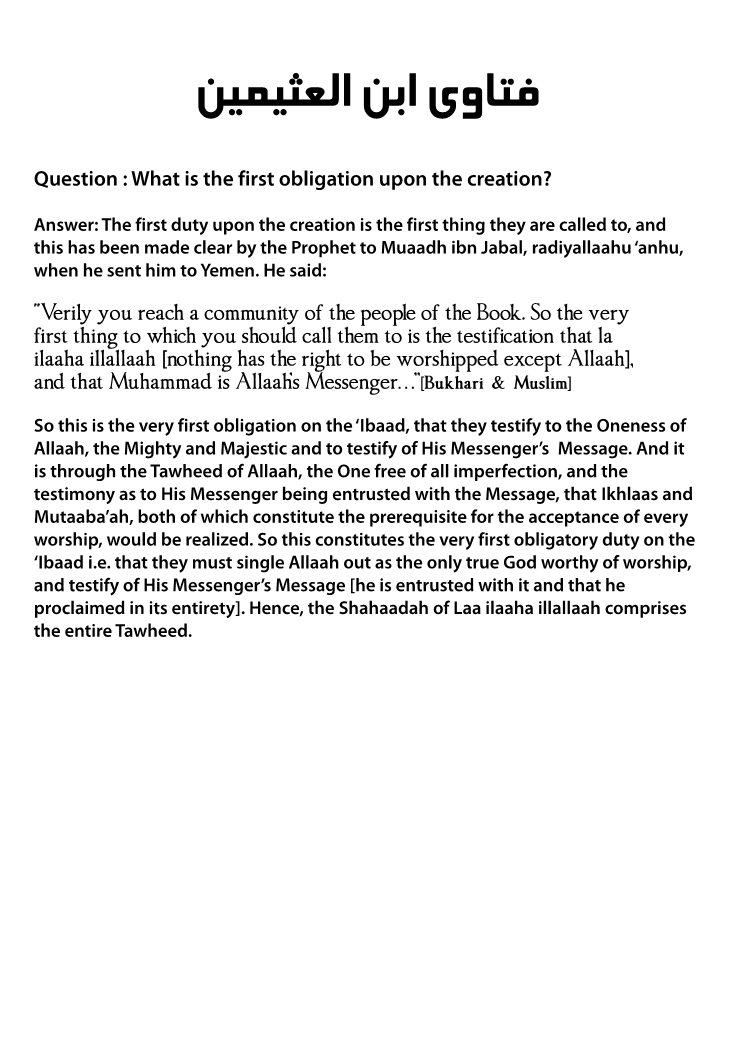 فتاوى ابن العثيمين
Question : What is the first obligation upon the creation?
Answer: The first duty upon the creation is the first thing they are called to, and
this has been made clear by the Prophet to Muaadh ibn Jabal, radiyallaahu ‘anhu,
when he sent him to Yemen. He said:
"Verily you reach a community of the people of the Book. So the very
first thing to which you should call them to is the testification that la
ilaaha illallaah [nothing has the right to be worshipped except Allaah],
and that Muhammad is Allaah's Messenger…"[Bukhari & Muslim]
So this is the very first obligation on the ‘Ibaad, that they testify to the Oneness of
Allaah, the Mighty and Majestic and to testify of His Messenger’s Message. And it
is through the Tawheed of Allaah, the One free of all imperfection, and the
testimony as to His Messenger being entrusted with the Message, that Ikhlaas and
Mutaaba’ah, both of which constitute the prerequisite for the acceptance of every
worship, would be realized. So this constitutes the very first obligatory duty on the
‘Ibaad i.e. that they must single Allaah out as the only true God worthy of worship,
and testify of His Messenger’s Message [he is entrusted with it and that he
proclaimed in its entirety]. Hence, the Shahaadah of Laa ilaaha illallaah comprises
the entire Tawheed.